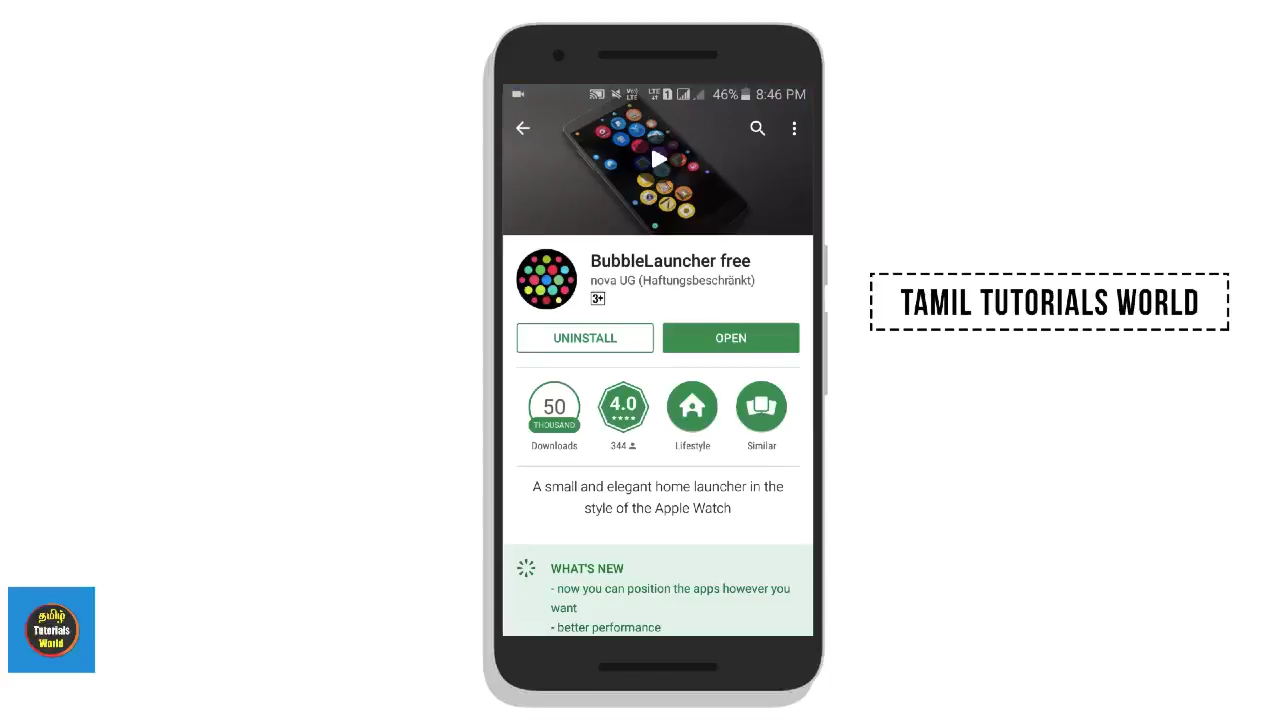 46% 8:46 PM
BubbleLauncher free
nova UG (Haftungsbeschränkt)
3+
UNINSTALL
OPEN
50
THOUSAND
4.0
Downloads
344
Lifestyle
Similar
A small and elegant home launcher in the
style of the Apple Watch
WHAT'S NEW
- now you can position the apps however you
want
- better performance
TAMIL TUTORIALS WORLD
தமிழ்
Tutorials
World